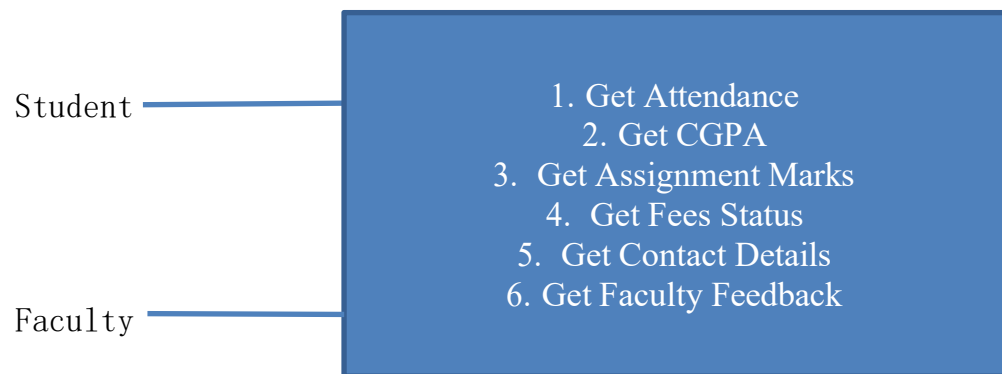 Student
1. Get Attendance
2. Get CGPA
3. Get Assignment Marks
4. Get Fees Status
5. Get Contact Details
6. Get Faculty Feedback
Faculty